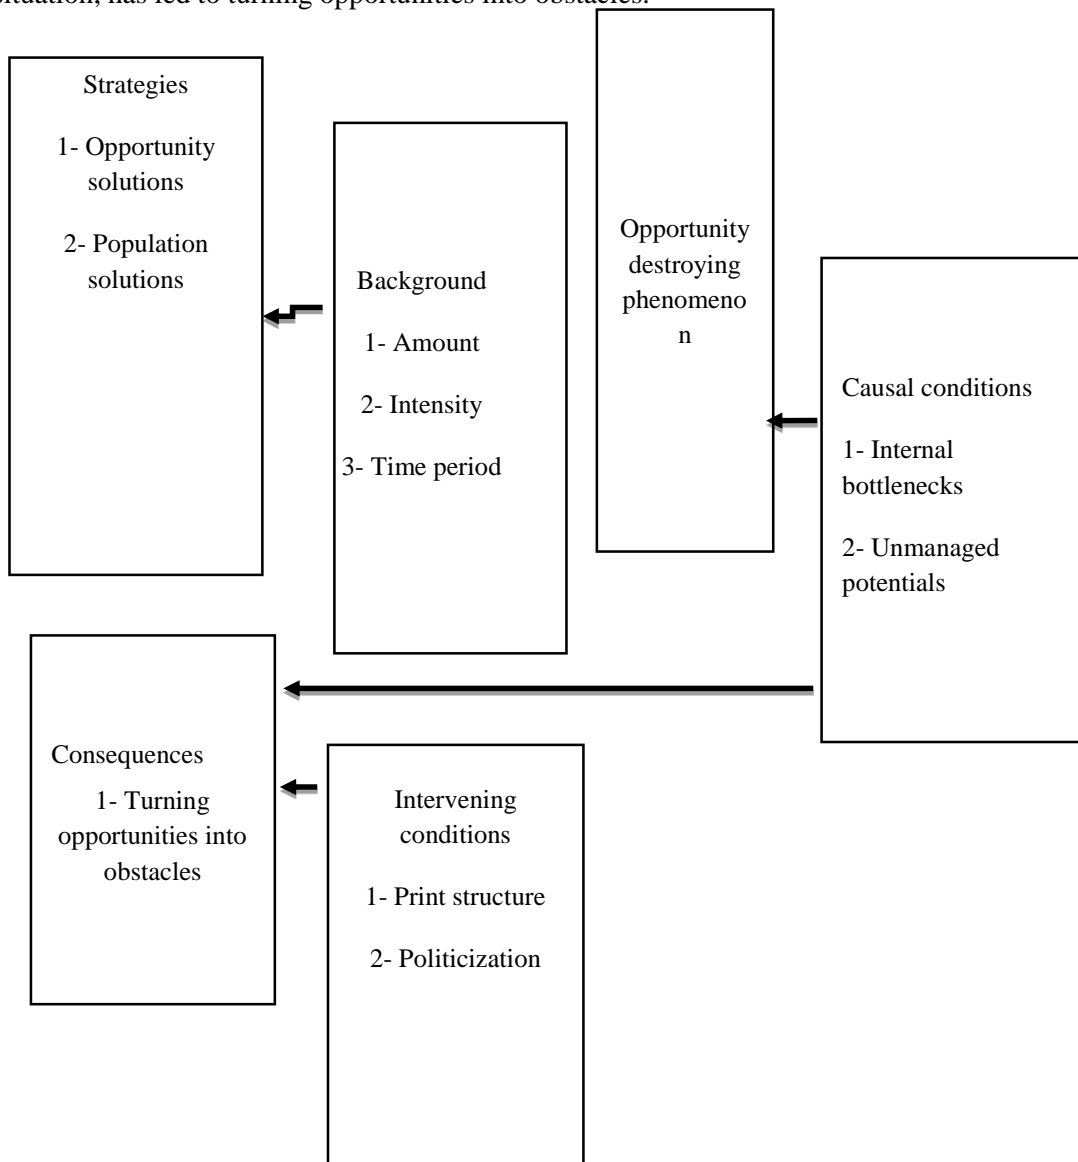 situation, has led to turning opportunities into obstacles.
Strategies
1- Opportunity
solutions
2- Population
solutions
Background
1- Amount
2- Intensity
3- Time period
Opportunity
destroying
phenomeno
n
Causal conditions
1- Internal
bottlenecks
2- Unmanaged
potentials
Consequences
1- Turning
opportunities into
obstacles
Intervening
conditions
1- Print structure
2- Politicization